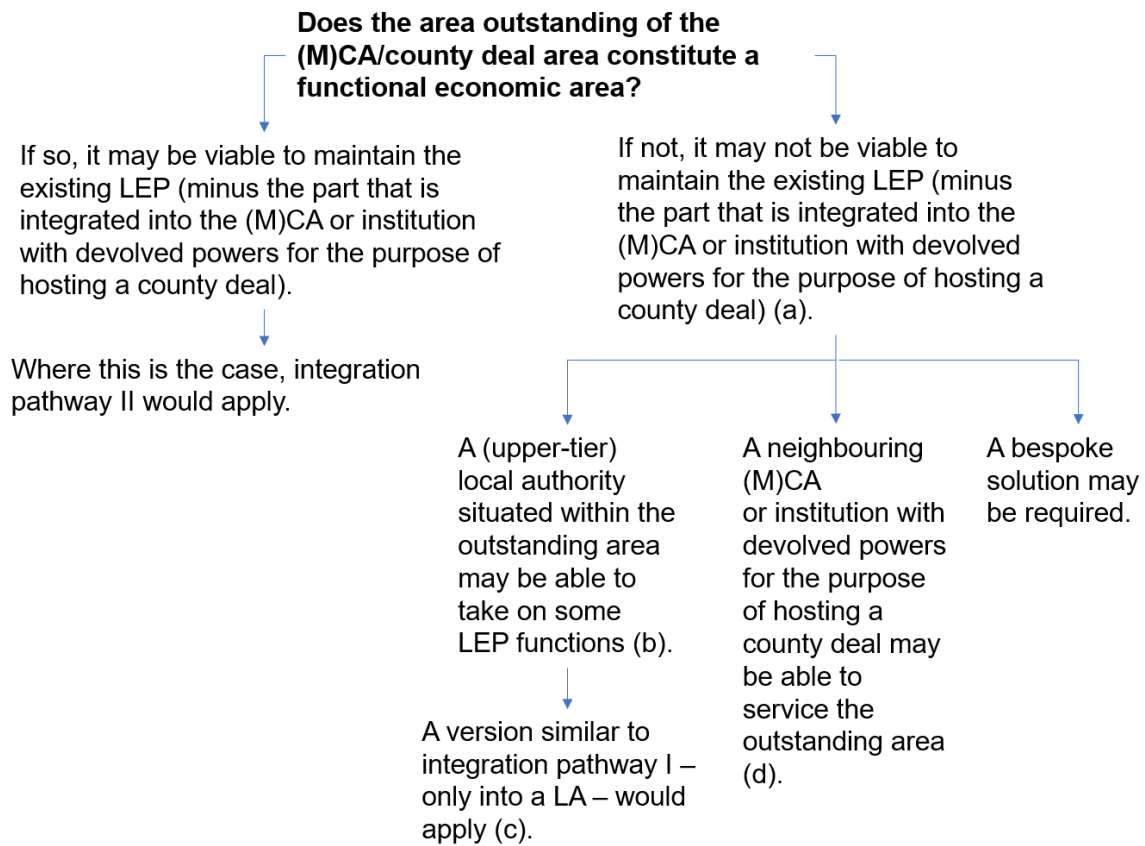 Does the area outstanding of the
(M)CA/county deal area constitute a
functional economic area?
If so, it may be viable to maintain the
existing LEP (minus the part that is
integrated into the (M)CA or institution
with devolved powers for the purpose of
hosting a county deal).
Where this is the case, integration
pathway II would apply.
If not, it may not be viable to
maintain the existing LEP (minus
the part that is integrated into the
(M)CA or institution with devolved
powers for the purpose of hosting a
county deal) (a).
A (upper-tier)
local authority
situated within the
outstanding area
may be able to
take on some
LEP functions (b).
A version similar to
integration pathway I –
only into a LA – would
apply (c).
A neighbouring
(M)CA
or institution with
devolved powers
for the purpose
of hosting a
county deal may
be able to
service the
outstanding area
(d).
A bespoke
solution may
be required.